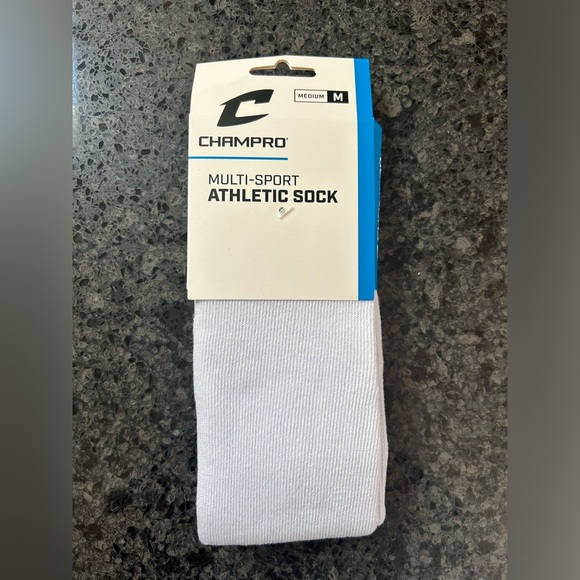 MEDIUM M
CHAMPRO
MULTI-SPORT
ATHLETIC SOCK